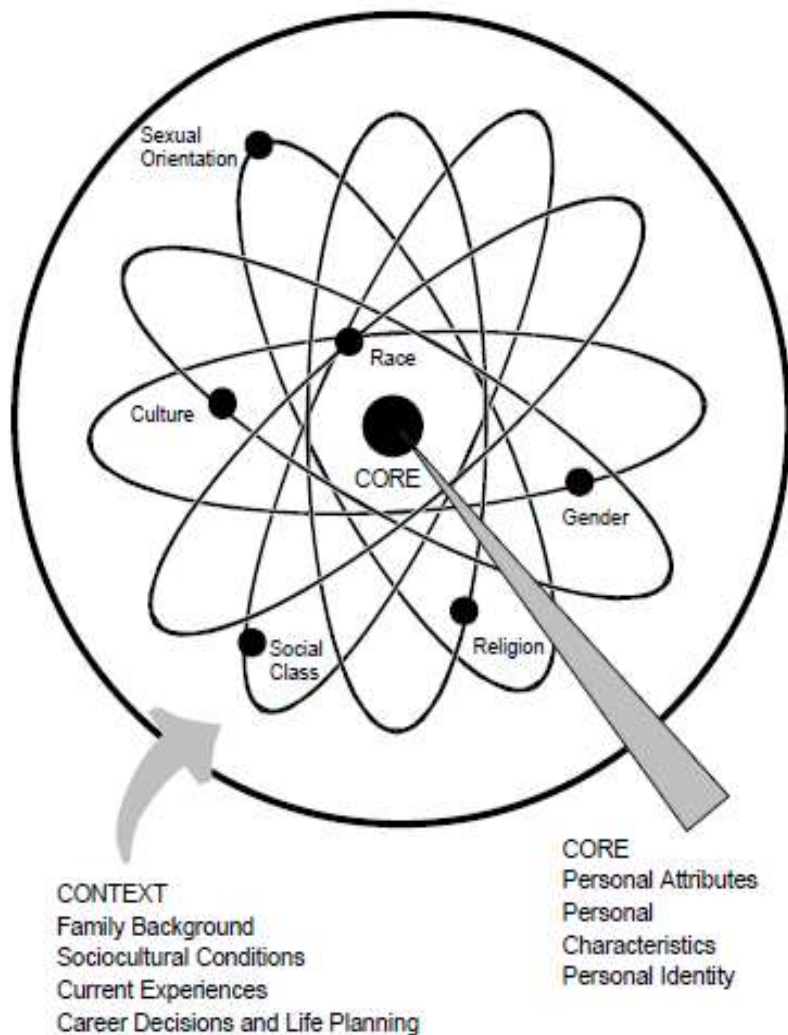 Sexual
Orientation
Race
Culture
CORE
Gender
Social
Class
Religion
CONTEXT
Family Background
Sociocultural Conditions
Current Experiences
Career Decisions and Life Planning
CORE
Personal Attributes
Personal
Characteristics
Personal Identity